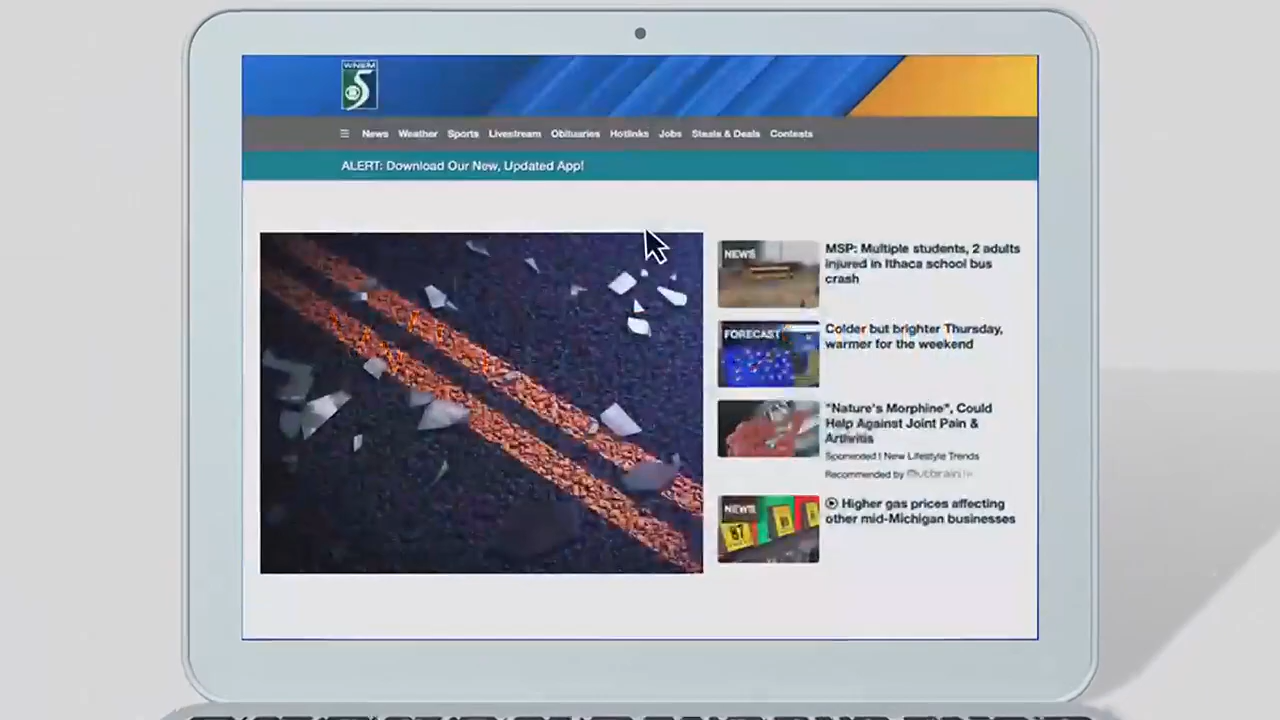 WNEM
5
News Weather Sports Livestream Obituaries Hotlinks Jobs Steals & Deals Contests
ALERT: Download Our New, Updated App!
NEWS
MSP: Multiple students, 2 adults
injured in Ithaca school bus
crash
FORECAST
Colder but brighter Thursday,
warmer for the weekend
"Nature's Morphine", Could
Help Against Joint Pain &
Arthritis
Sponsored | New Lifestyle Trends
Recommended by Outbrain
NEWS
87
Higher gas prices affecting
other mid-Michigan businesses